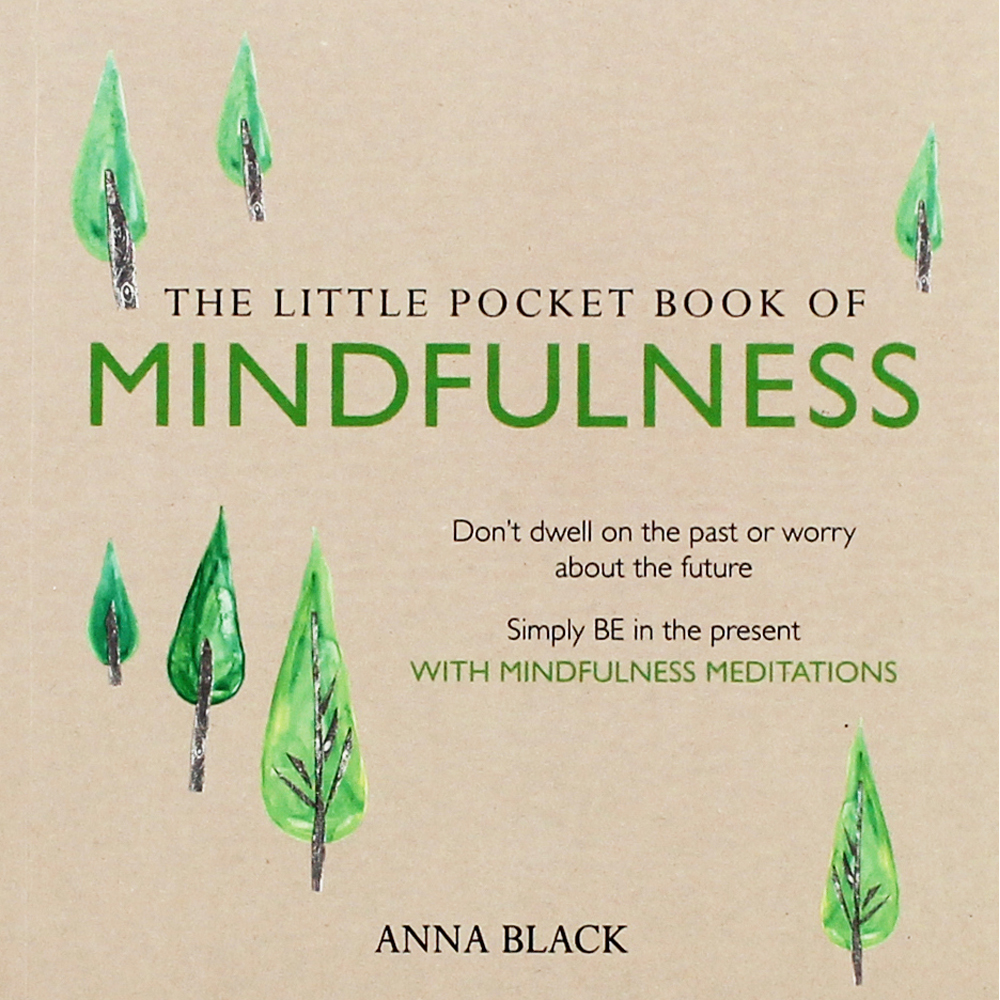 THE LITTLE POCKET BOOK OF
MINDFULNESS
Don't dwell on the past or worry
about the future
Simply BE in the present
WITH MINDFULNESS MEDITATIONS
ANNA BLACK